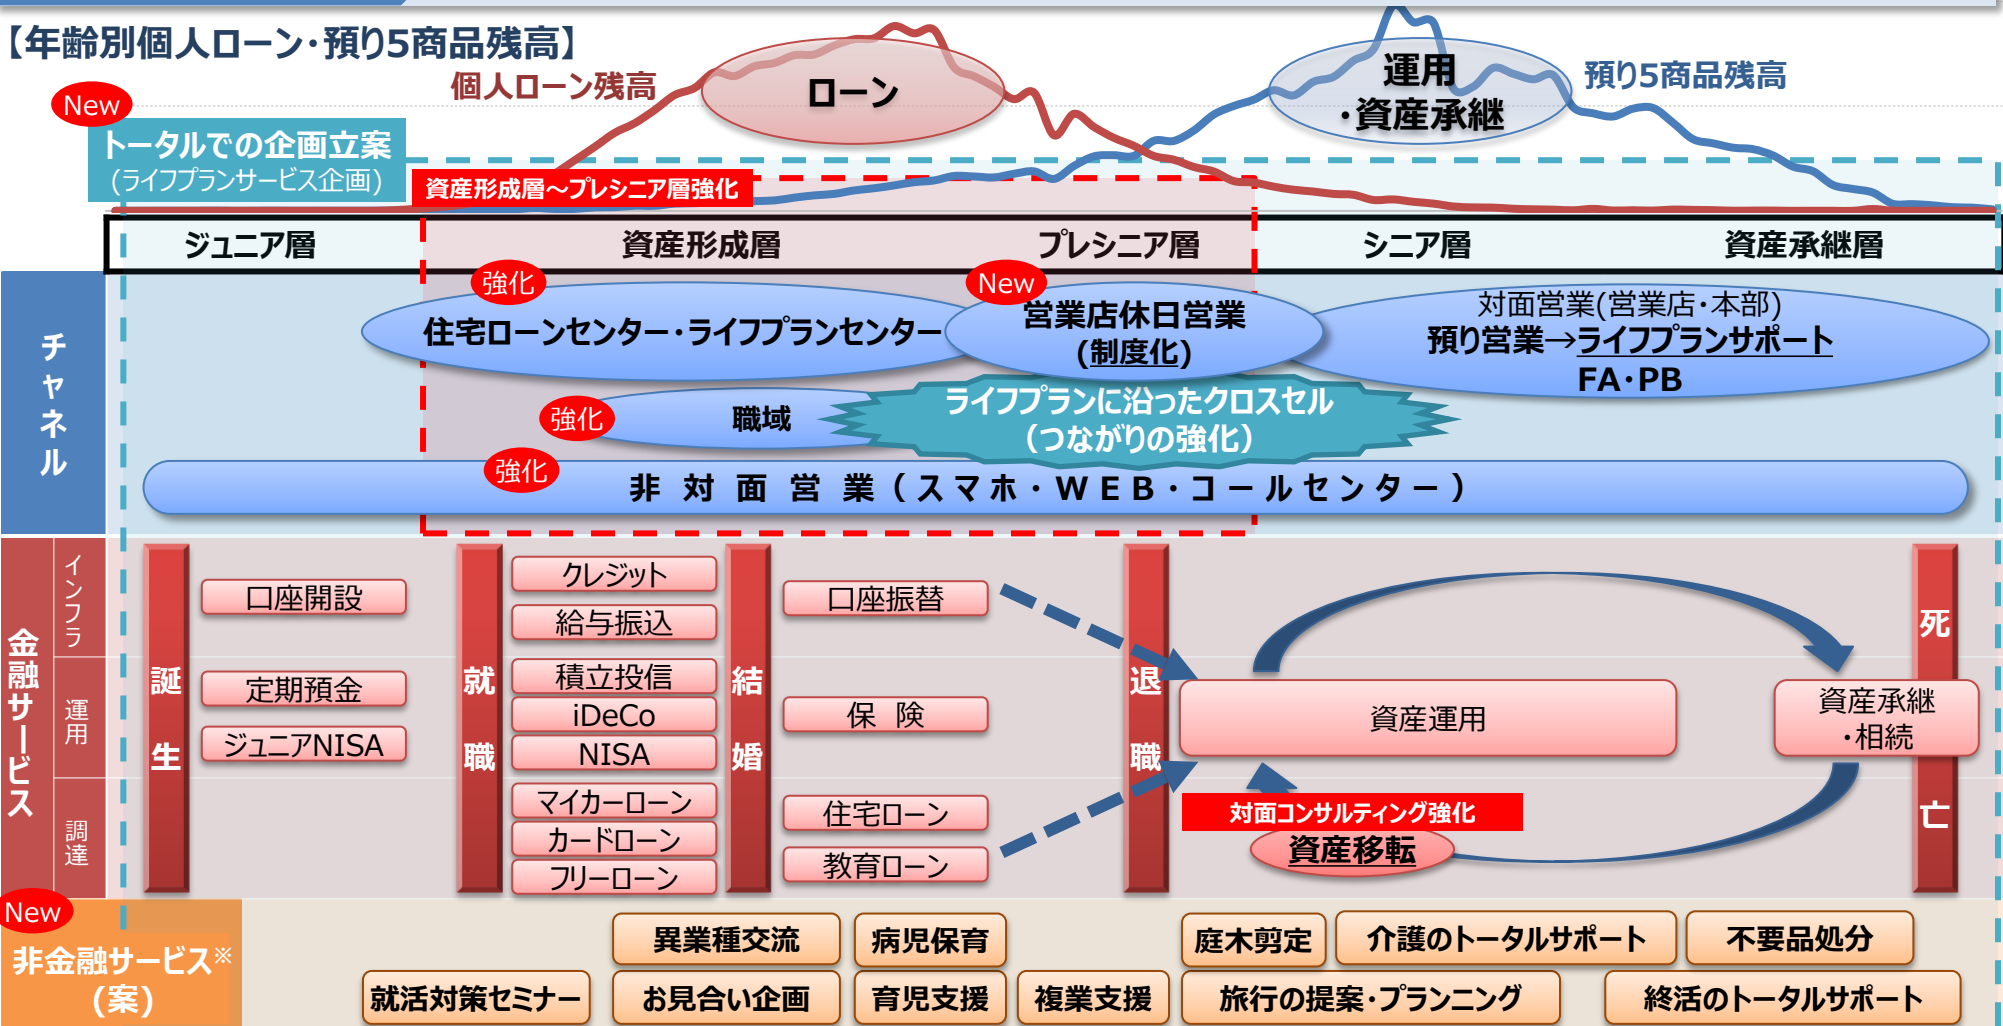 【年齢別個人ローン・預り5商品残高】
個人ローン残高
ローン
運用
・資産承継
預り5商品残高
New
トータルでの企画立案
(ライフプランサービス企画)
資産形成層～プレシニア層強化
ジュニア層
資産形成層
プレシニア層
シニア層
資産承継層
チャネル
強化
住宅ローンセンター・ライフプランセンター
New
営業店休日営業
(制度化)
対面営業(営業店・本部)
預り営業→ライフプランサポート
FA・PB
強化
職域
ライフプランに沿ったクロスセル
(つながりの強化)
強化
非対面営業(スマホ・WEB・コールセンター)
金融サービス
インフラ
運用
調達
誕生
口座開設
定期預金
ジュニアNISA
就職
クレジット
給与振込
積立投信
iDeCo
NISA
マイカーローン
カードローン
フリーローン
結婚
口座振替
保 険
住宅ローン
教育ローン
退職
資産運用
対面コンサルティング強化
資産移転
資産承継
・相続
死亡
New
非金融サービス※
(案)
異業種交流
病児保育
庭木剪定
介護のトータルサポート
不要品処分
就活対策セミナー
お見合い企画
育児支援
複業支援
旅行の提案・プランニング
終活のトータルサポート